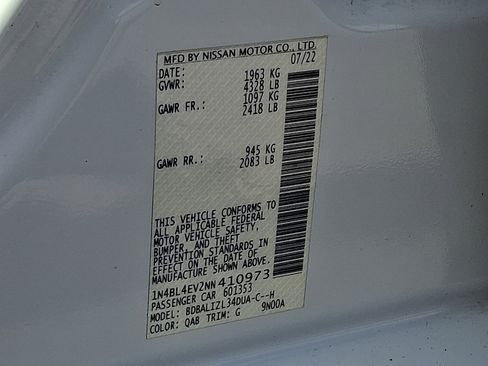 MFD BY NISSAN MOTOR CO., LTD.
DATE: 07/22
GVWR: 1963 KG
4328 LB
GAWR FR.: 1097 KG
2418 LB
GAWR RR.: 945 KG
2083 LB
THIS VEHICLE CONFORMS TO
ALL APPLICABLE FEDERAL
MOTOR VEHICLE SAFETY,
BUMPER, AND THEFT
PREVENTION STANDARDS IN
EFFECT ON THE DATE OF
MANUFACTURE SHOWN ABOVE.
1N4BL4EV2NN410973
PASSENGER CAR 601353
MODEL: BDBALIZL34DUA-C--H
COLOR: QAB TRIM: G 9N00A